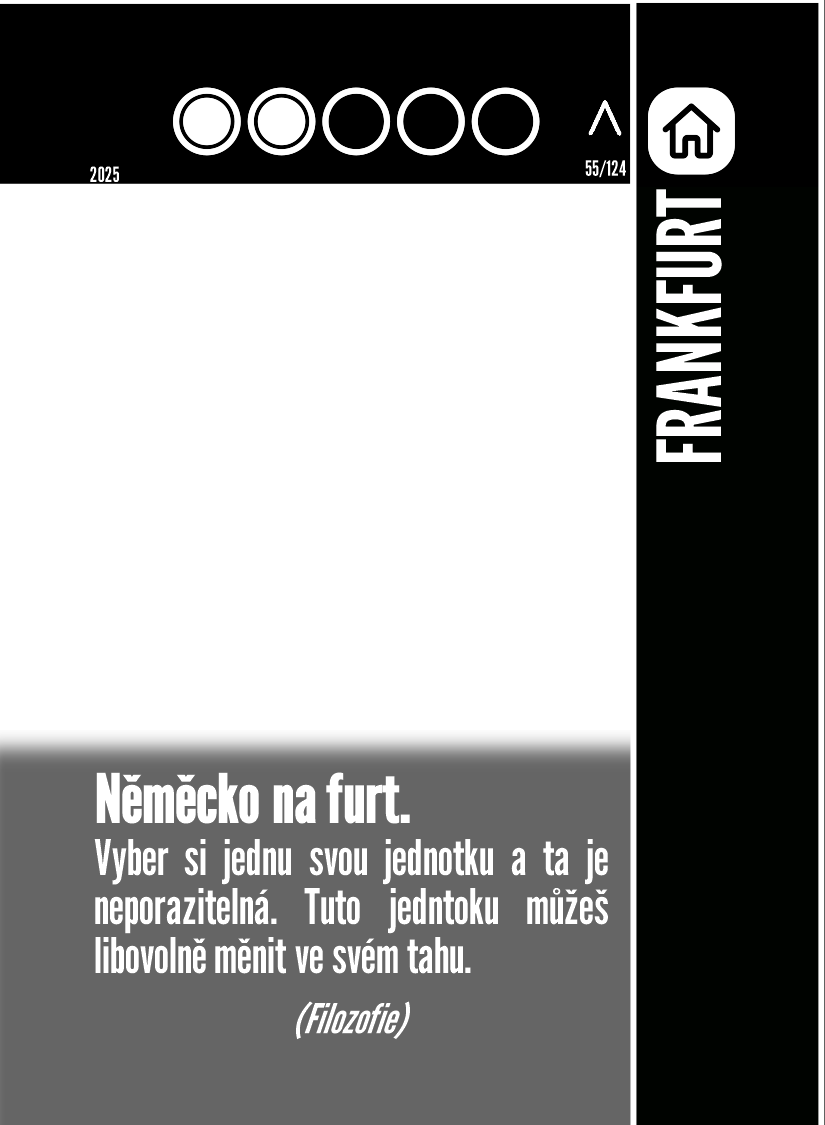 2025
55/124
FRANKFURT
Německo na furt.
Vyber si jednu svou jednotku a ta je
neporazitelná. Tuto jedntoku můžeš
libovolně měnit ve svém tahu.
(Filozofie)